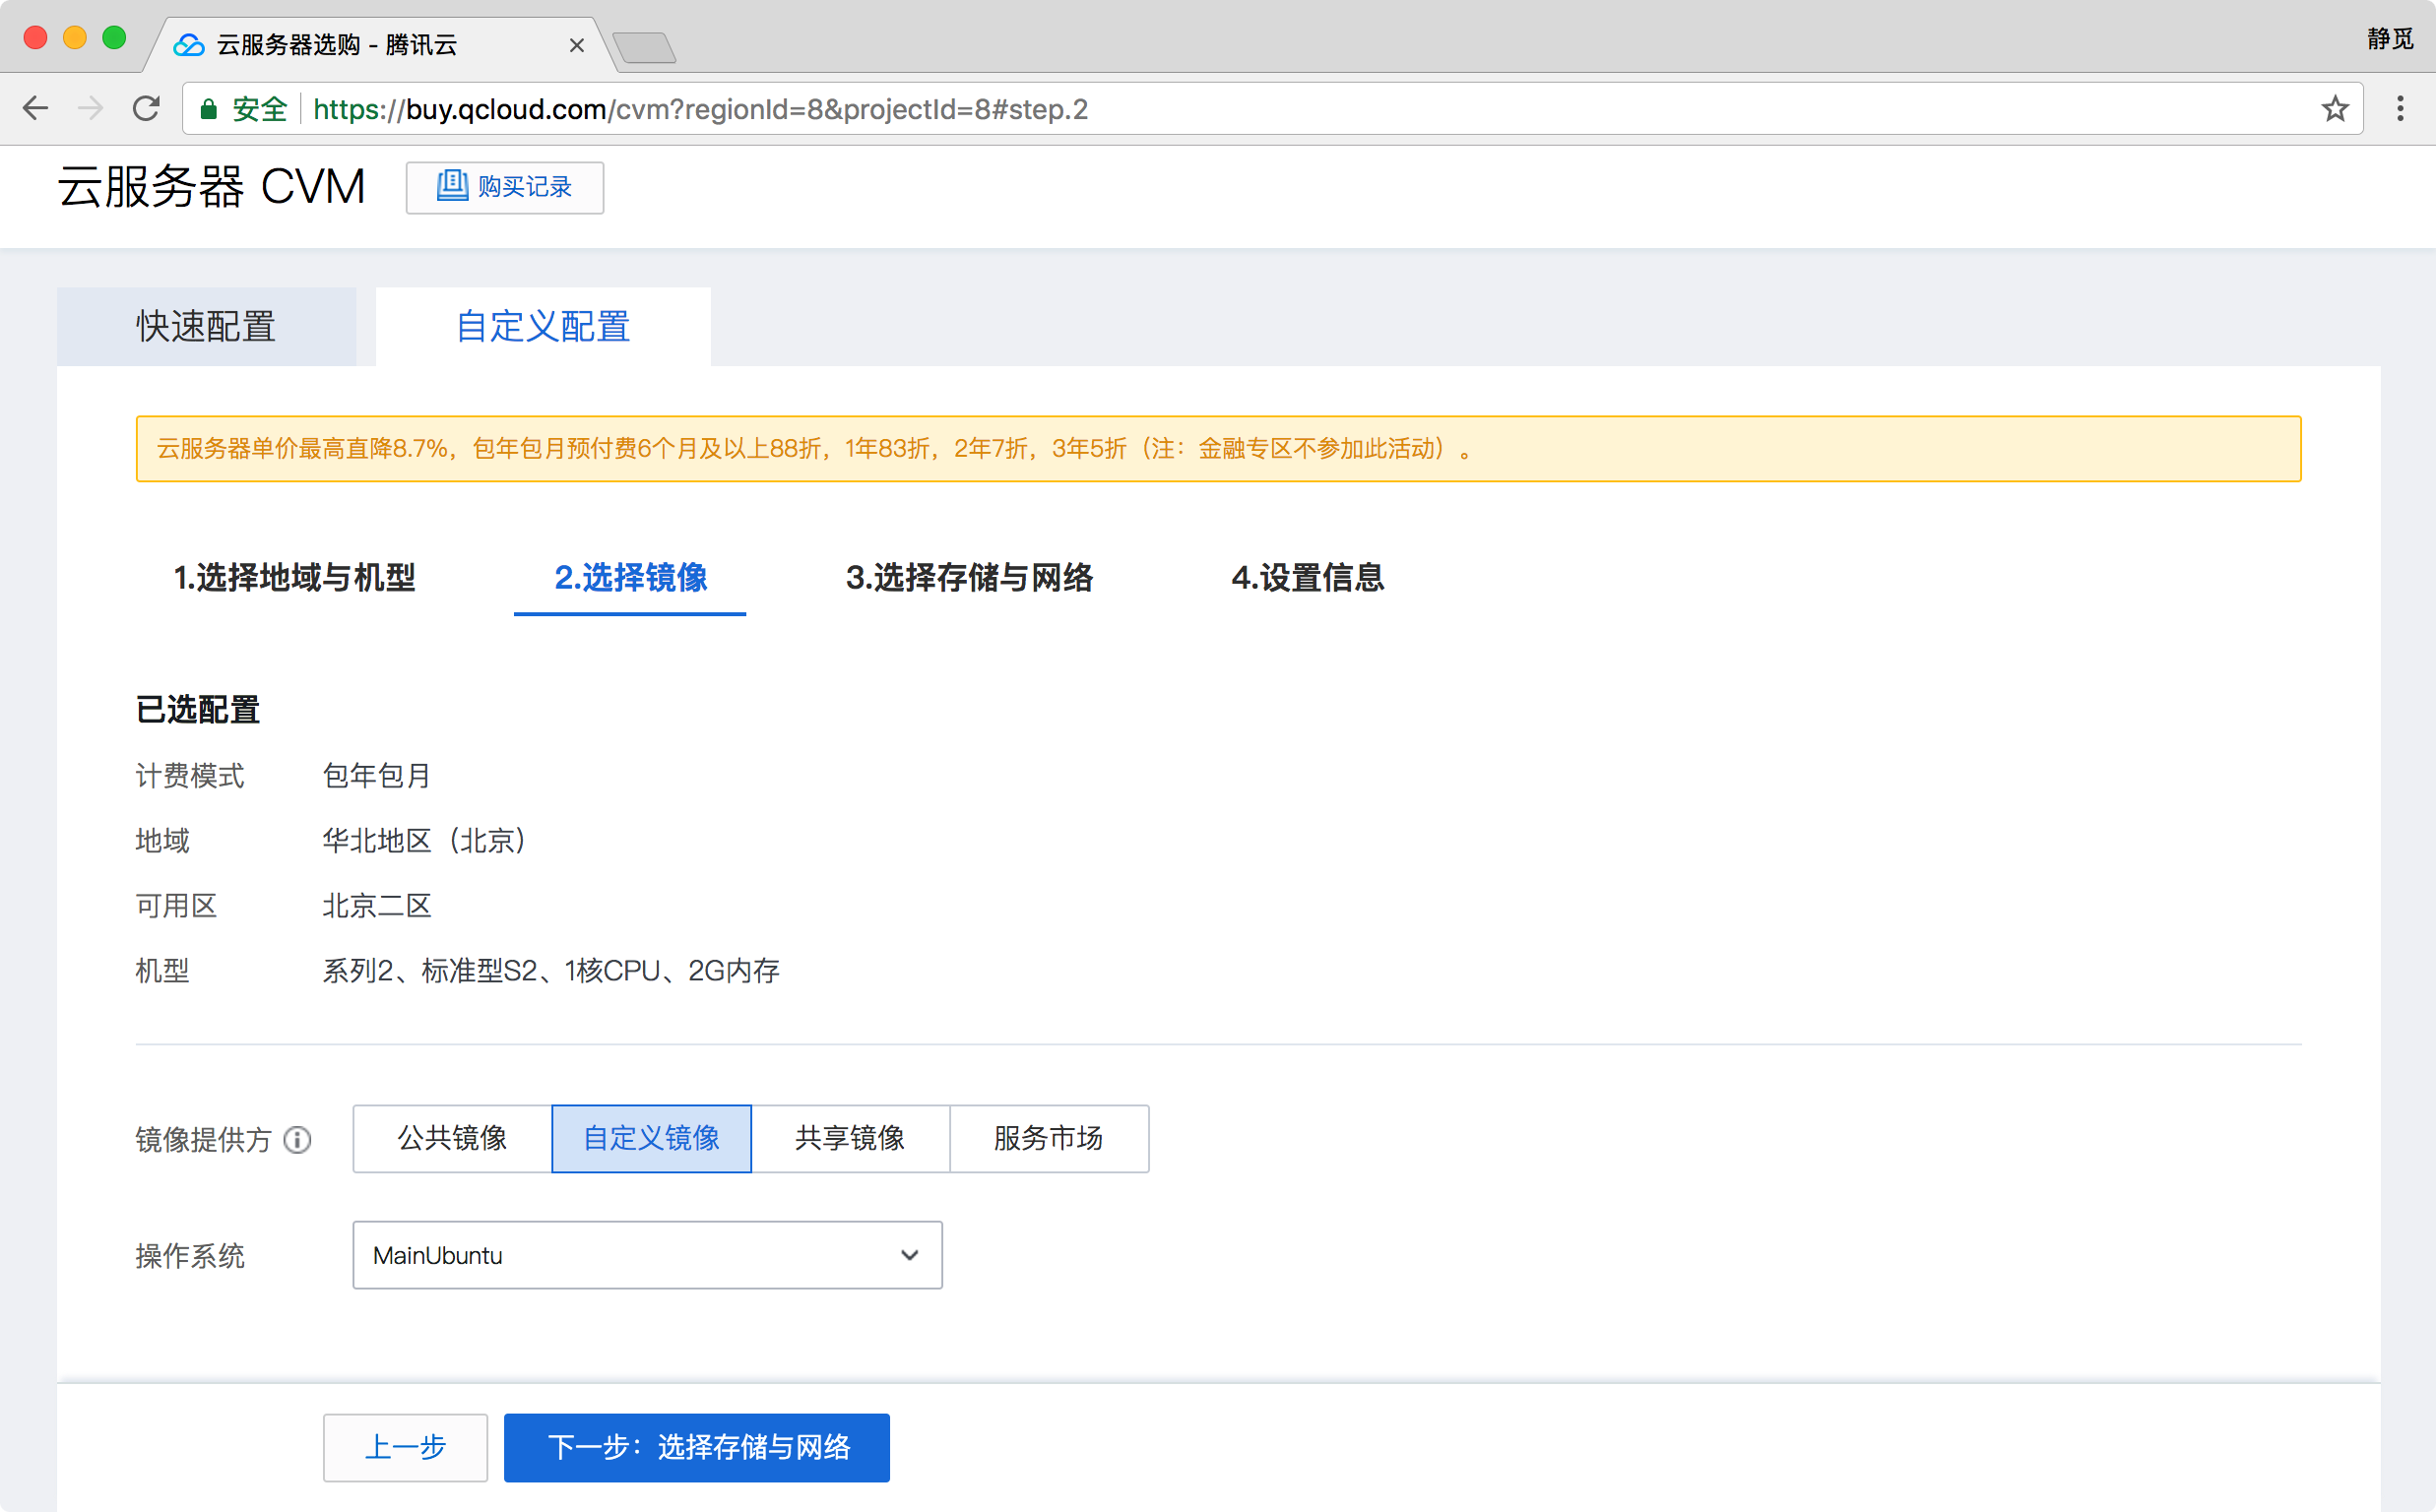 云服务器选购 - 腾讯云
静觅
安全 https://buy.qcloud.com/cvm?regionId=8&projectId=8#step.2
云服务器 CVM 购买记录
快速配置 自定义配置
云服务器单价最高直降8.7%，包年包月预付费6个月及以上88折，1年83折，2年7折，3年5折（注：金融专区不参加此活动）。
1.选择地域与机型 2.选择镜像 3.选择存储与网络 4.设置信息
已选配置
计费模式 包年包月
地域 华北地区（北京）
可用区 北京二区
机型 系列2、标准型S2、1核CPU、2G内存
镜像提供方 公共镜像 自定义镜像 共享镜像 服务市场
操作系统 MainUbuntu
上一步 下一步：选择存储与网络